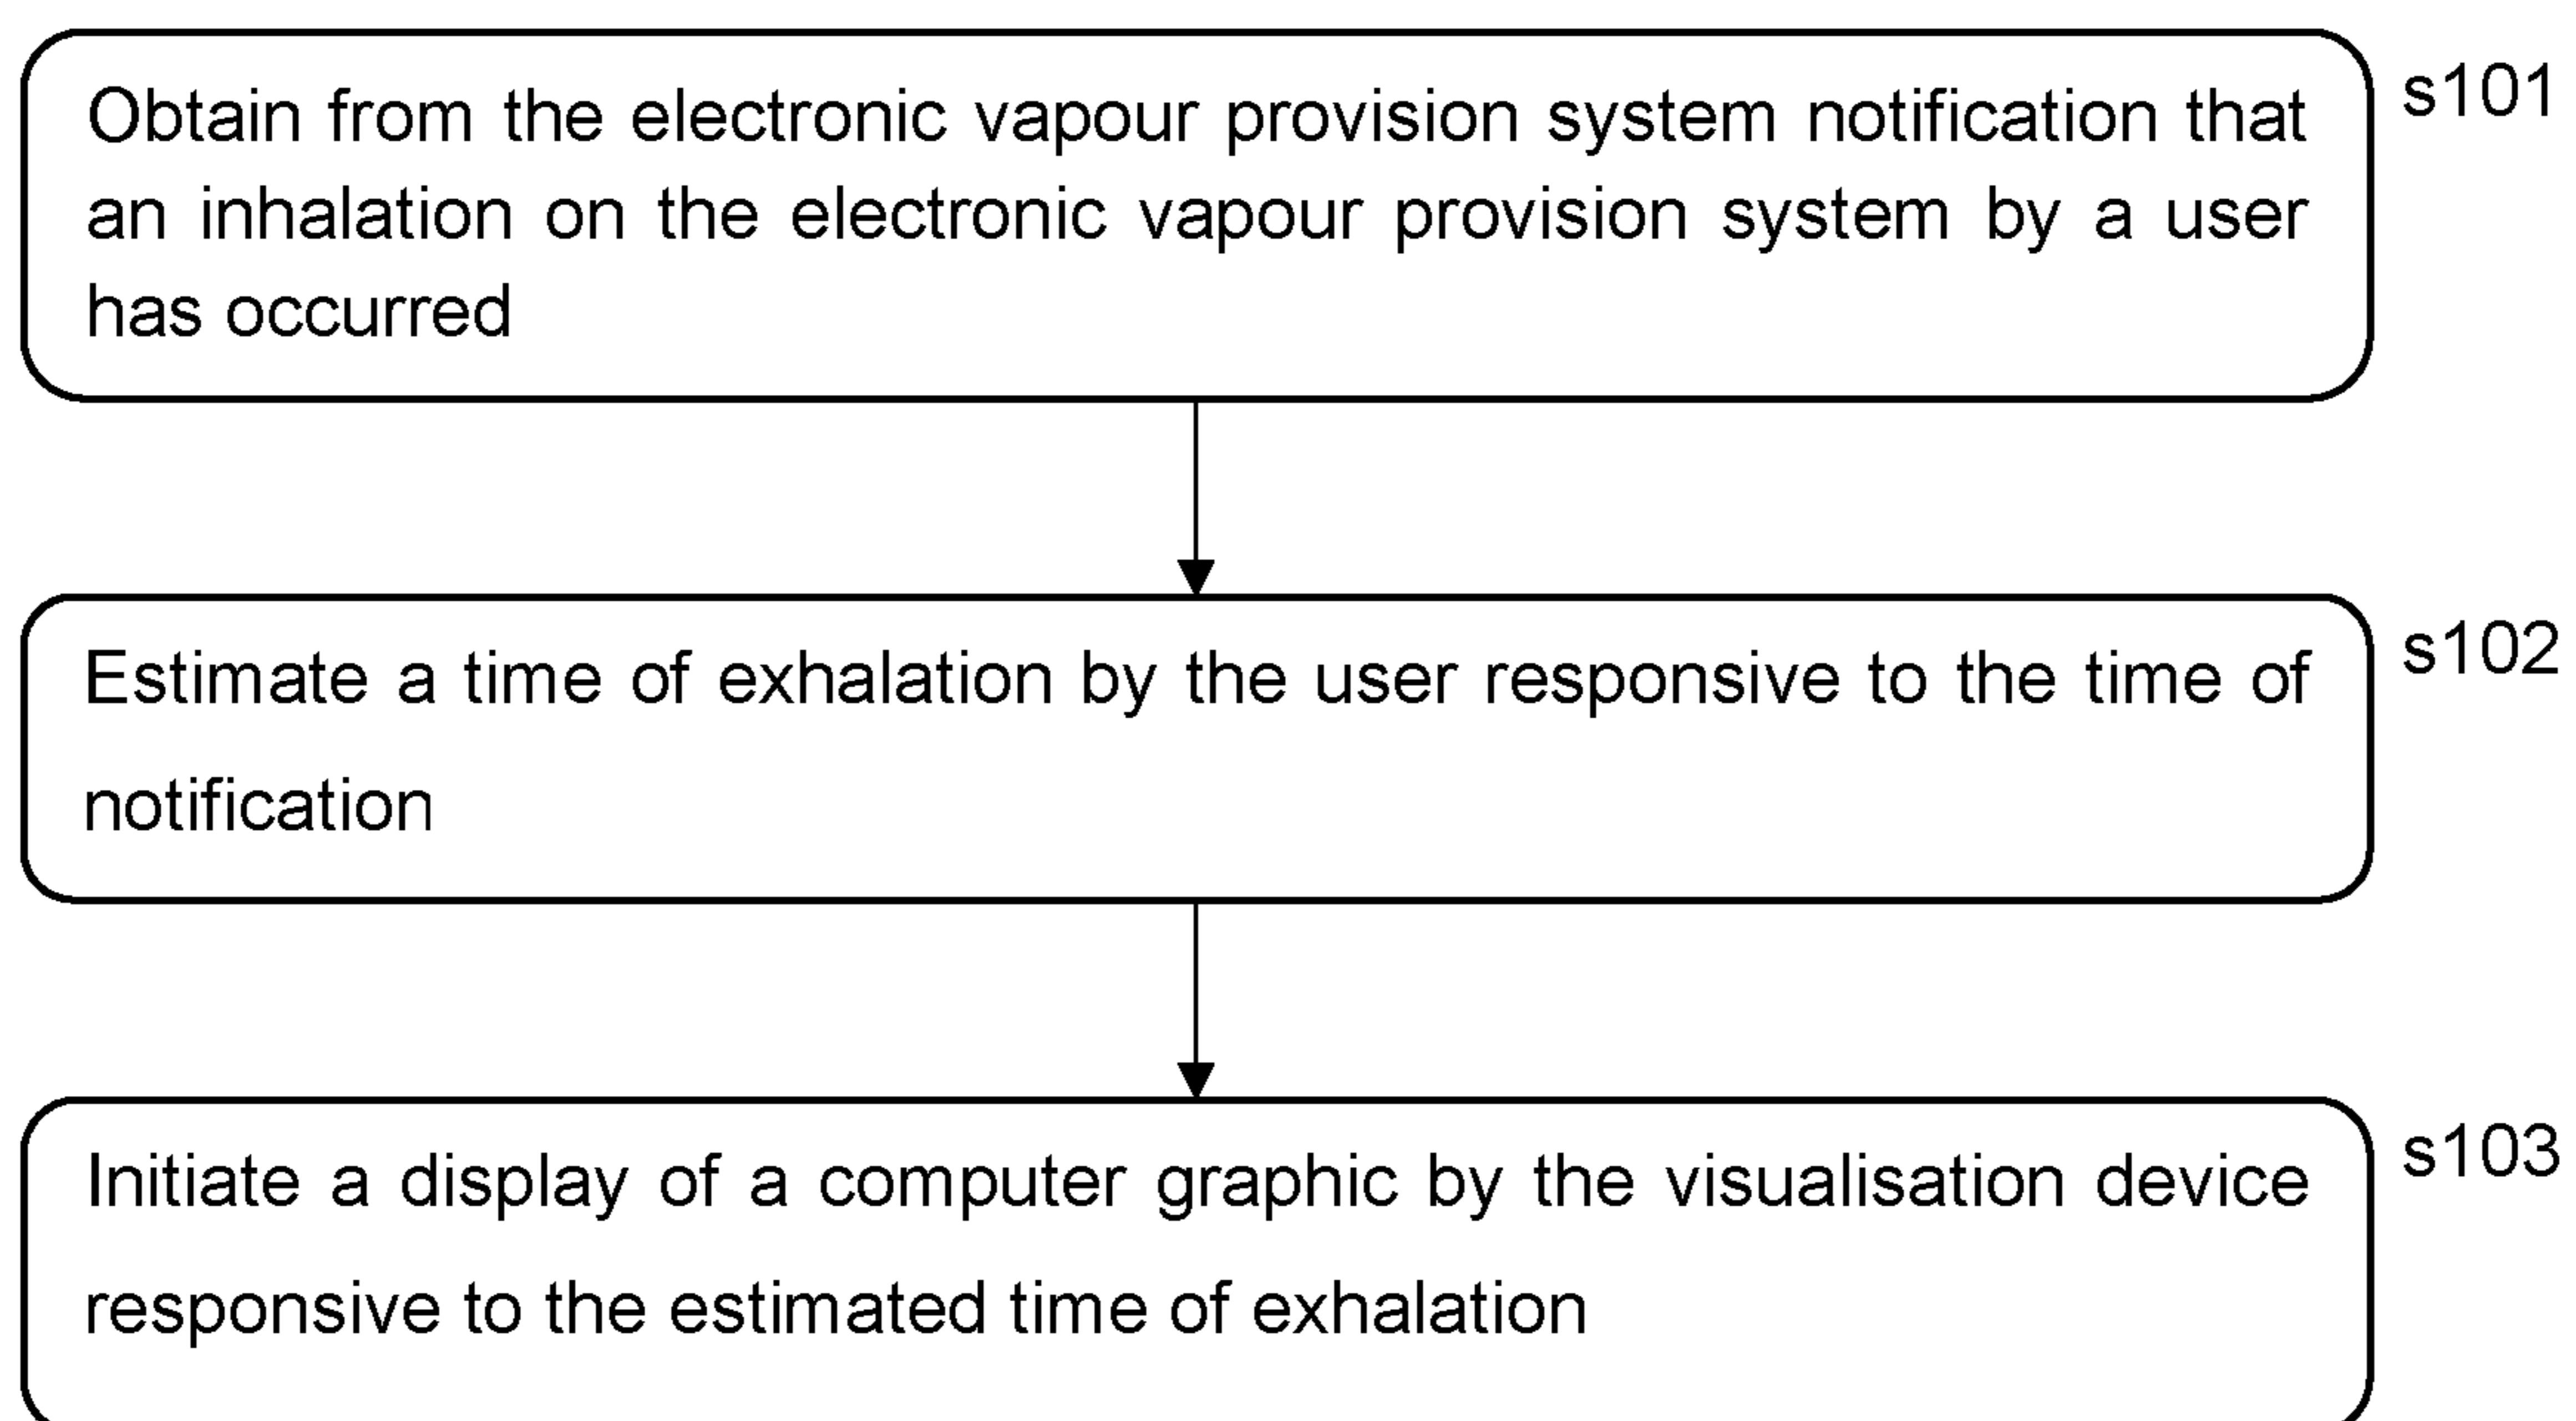 Obtain from the electronic vapour provision system notification that
an inhalation on the electronic vapour provision system by a user
has occurred
s101
Estimate a time of exhalation by the user responsive to the time of
notification
s102
Initiate a display of a computer graphic by the visualisation device
responsive to the estimated time of exhalation
s103